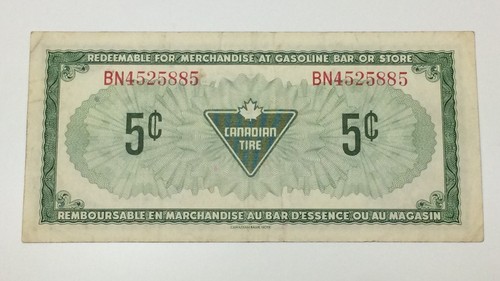 REDEEMABLE FOR MERCHANDISE AT GASOLINE BAR OR STORE
BN4525885 BN4525885
5¢ CANADIAN 5¢
TIRE
REMBOURSABLE EN MARCHANDISE AU BAR D'ESSENCE OU AU MAGASIN